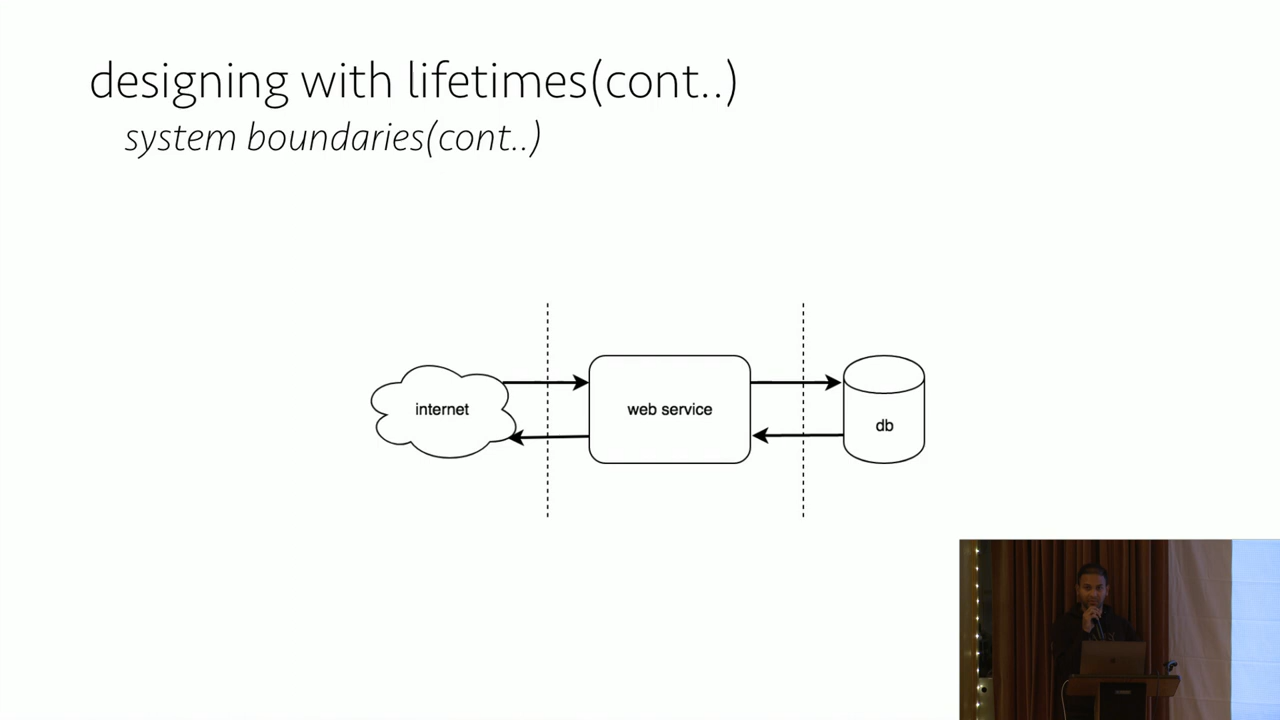 designing with lifetimes(cont..)
system boundaries(cont..)
internet
web service
db